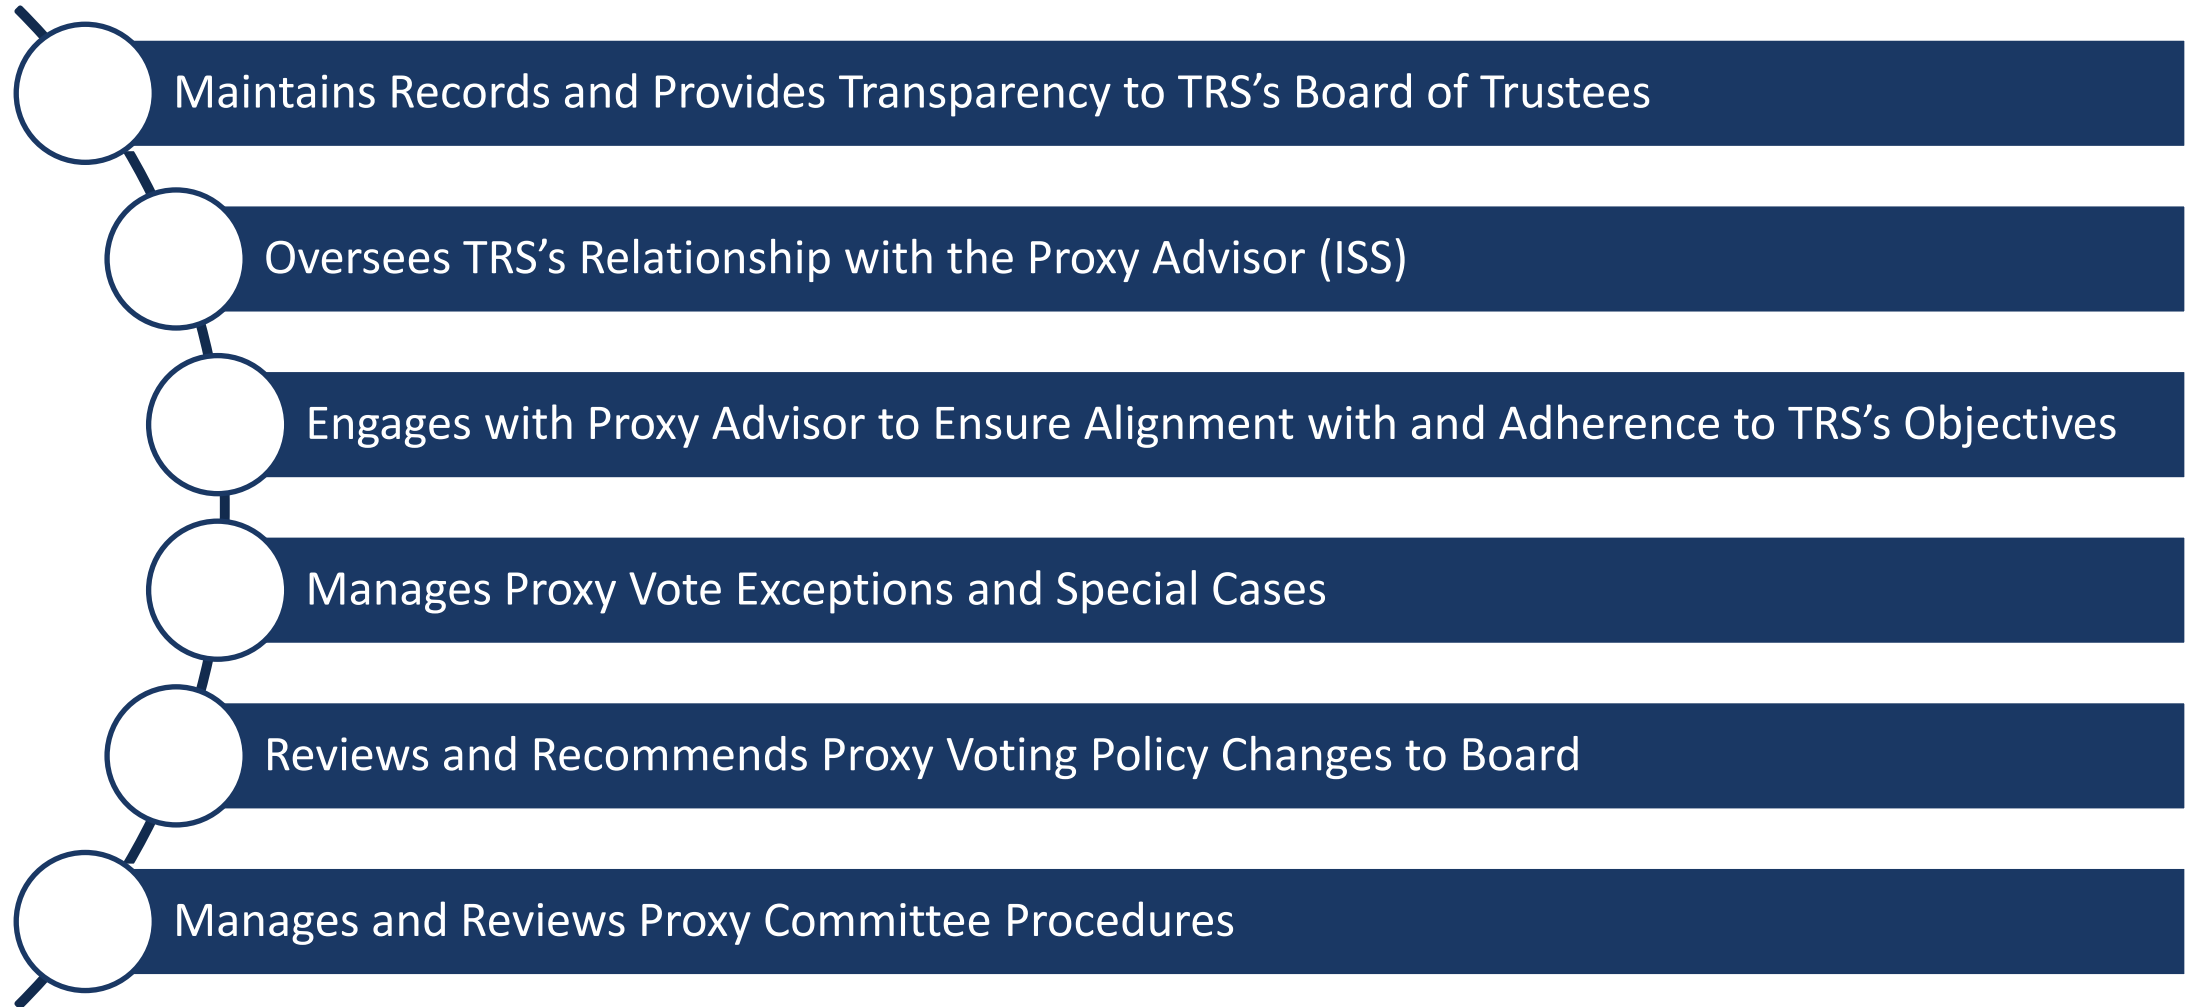 Maintains Records and Provides Transparency to TRS’s Board of Trustees
Oversees TRS’s Relationship with the Proxy Advisor (ISS)
Engages with Proxy Advisor to Ensure Alignment with and Adherence to TRS’s Objectives
Manages Proxy Vote Exceptions and Special Cases
Reviews and Recommends Proxy Voting Policy Changes to Board
Manages and Reviews Proxy Committee Procedures